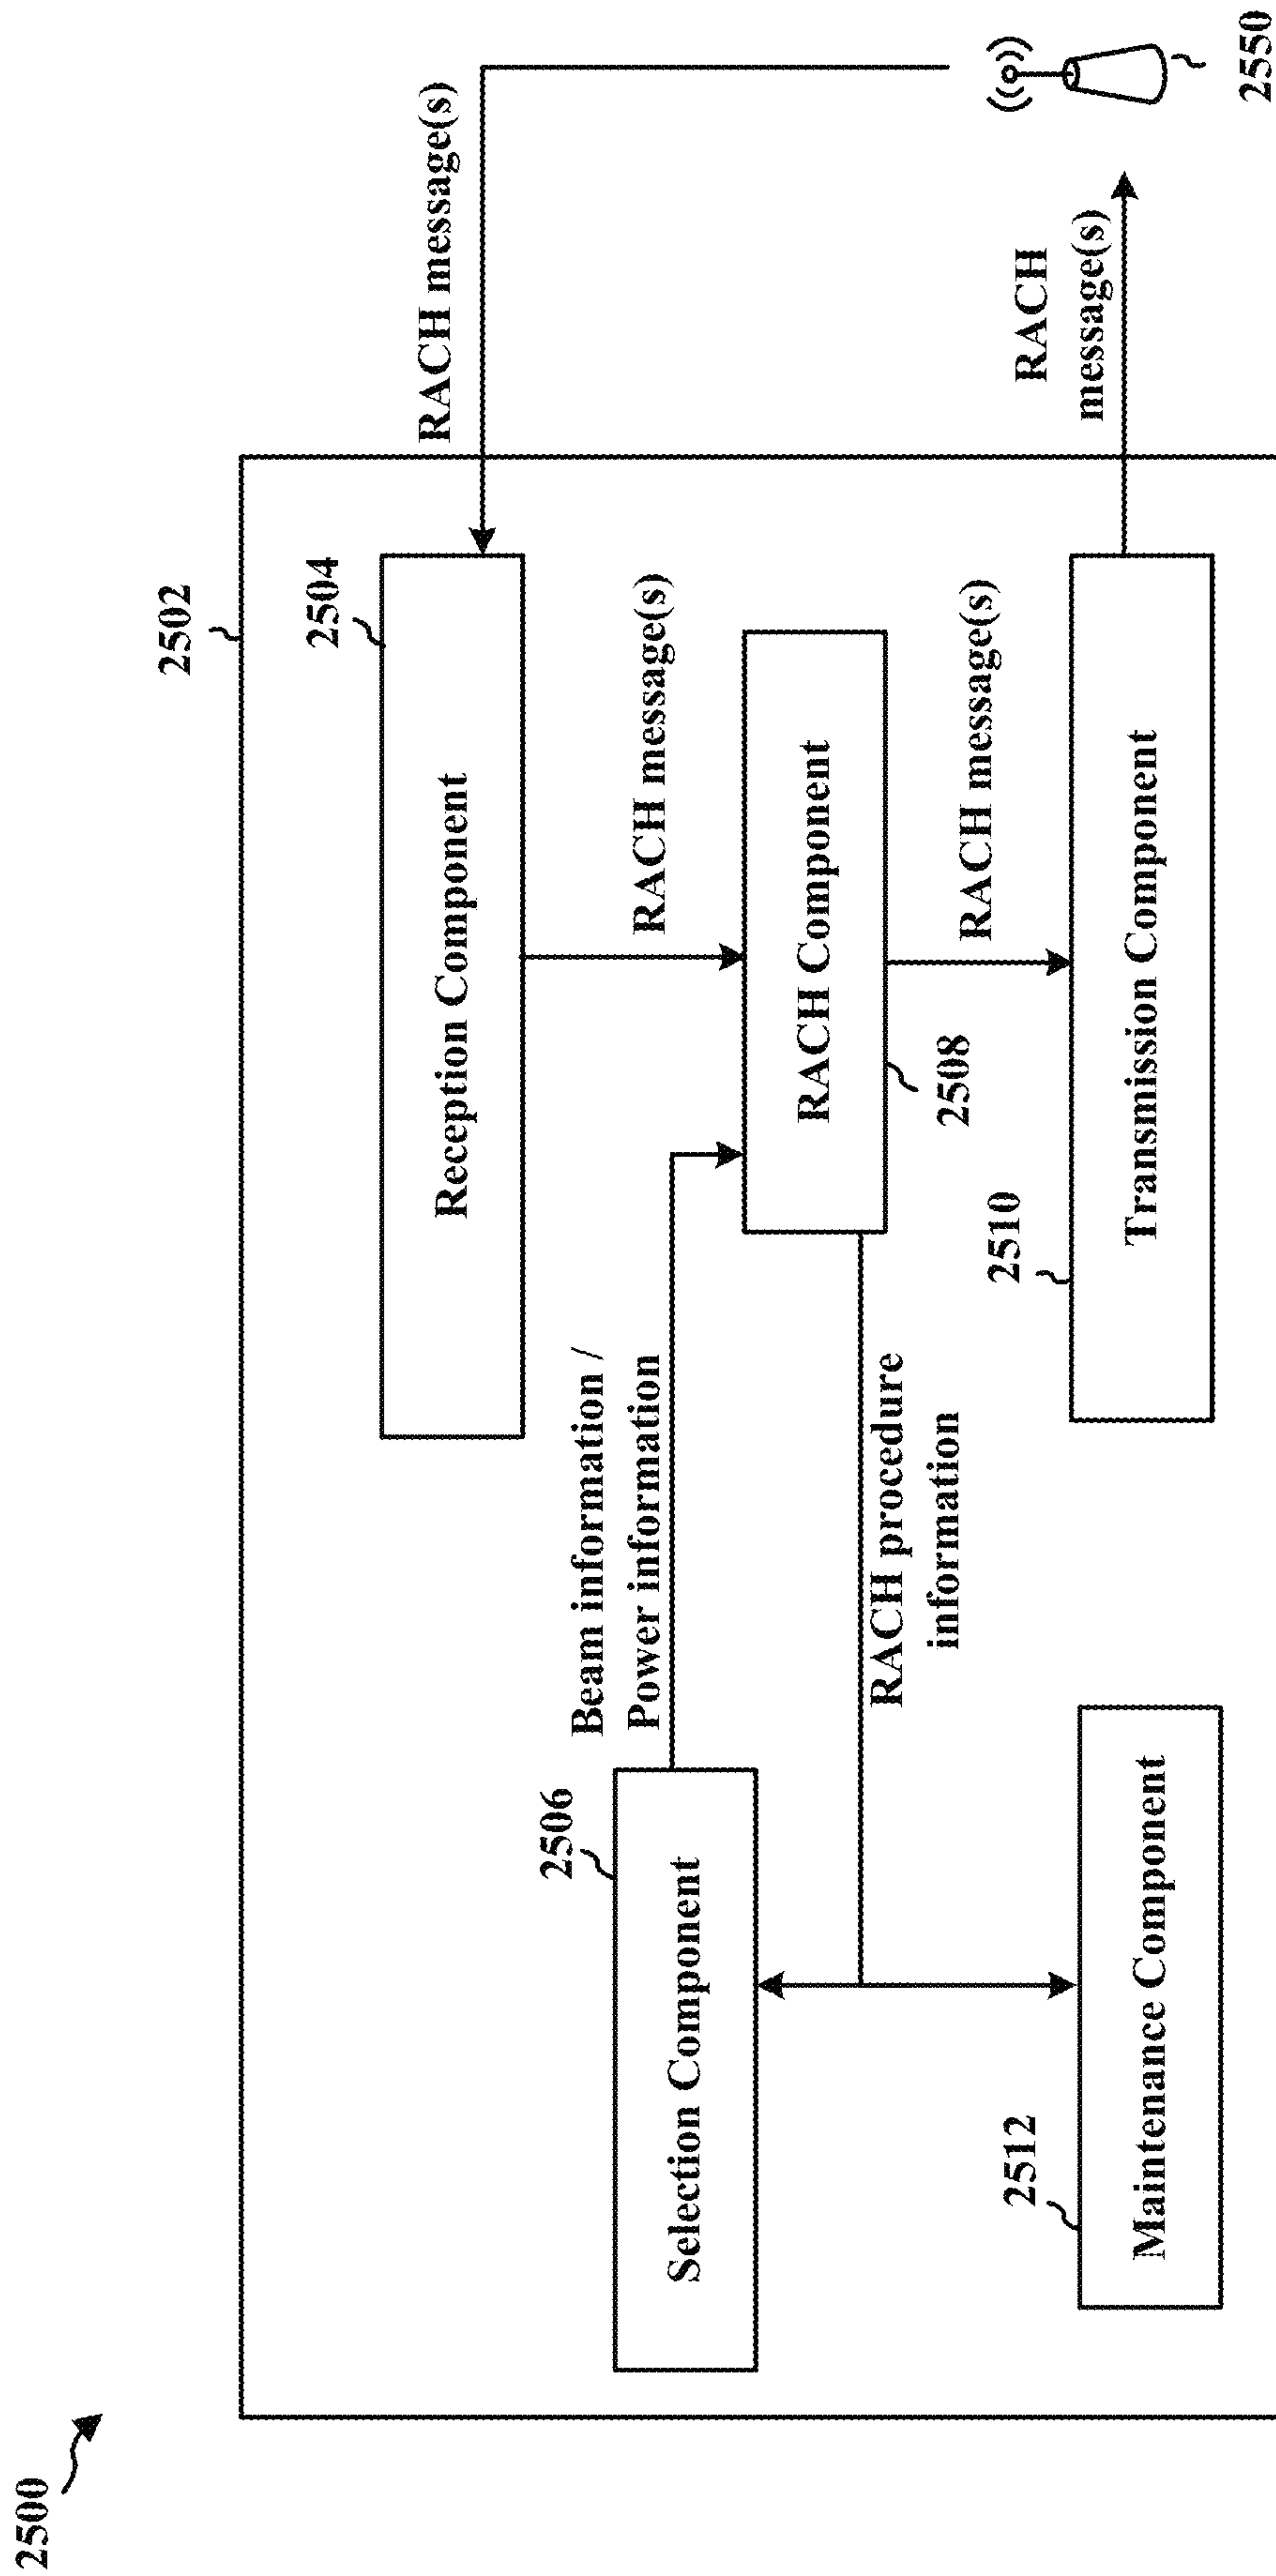 2500
2502
Reception Component
2504
RACH message(s)
Selection Component
2506
Beam information /
Power information
RACH message(s)
RACH Component
2508
RACH procedure
information
RACH message(s)
RACH
message(s)
2512
Maintenance Component
2510
Transmission Component
2550